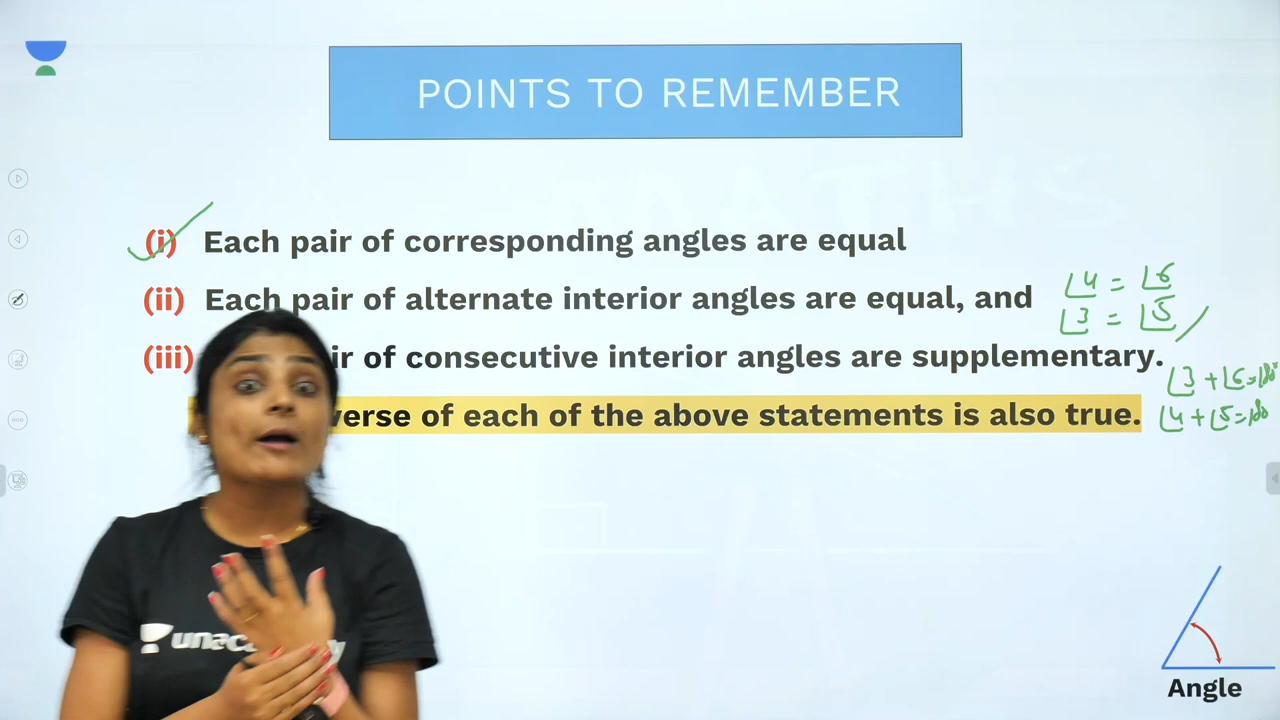 POINTS TO REMEMBER
(i) Each pair of corresponding angles are equal
(ii) Each pair of alternate interior angles are equal, and
∠4 = ∠6
∠3 = ∠5
(iii) ir of consecutive interior angles are supplementary.
∠3 + ∠6=180°
verse of each of the above statements is also true.
∠4 + ∠5=180
unac y
Angle